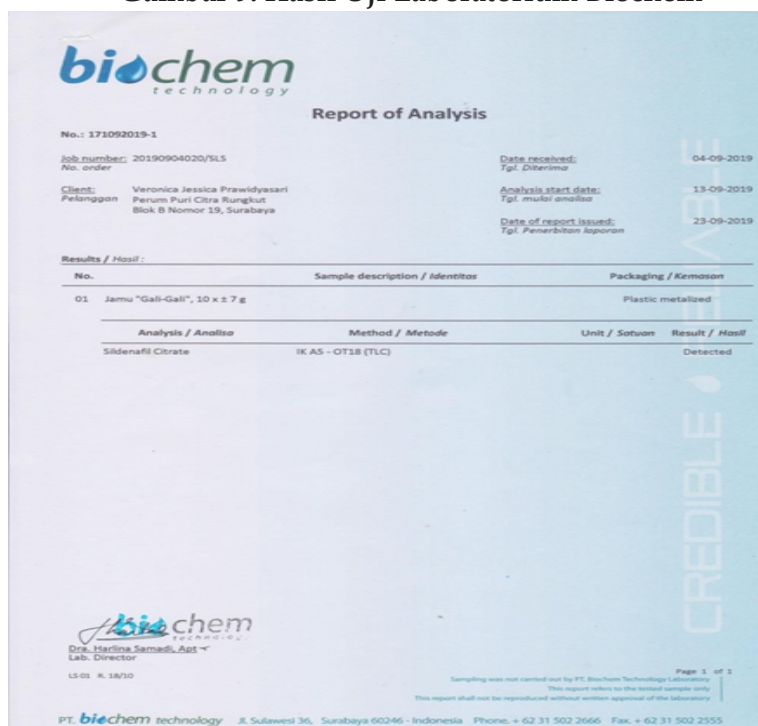 Gambar 9. Hasil Uji Laboratorium Biochem
biochem
technology
Report of Analysis
No.: 171092019-1
Job number: 20190904020/SLS
No. order
Date received: 04-09-2019
Tgl. Diterima
Client: Veronica Jessica Prawidyasari
Pelanggan Perum Puri Citra Rungkut
Blok B Nomor 19, Surabaya
Analysis start date: 13-09-2019
Tgl. mulai analisa
Date of report issued: 23-09-2019
Tgl. Penerbitan laporan
Results / Hasil :
No. Sample description / Identitas Packaging / Kemasan
01 Jamu "Gali-Gali", 10 x ± 7 g Plastic metalized
Analysis / Analisa Method / Metode Unit / Satuan Result / Hasil
Sildenafil Citrate IK A5 - OT18 (TLC) Detected
CREDIBLE
biochem
technology
Dra. Harlina Samadi, Apt
Lab. Director
LS-01 R. 18/10
Page 1 of 1
Sampling was not carried out by PT. Biochem Technology Laboratory
This report refers to the tested sample only
This report shall not be reproduced without written approval of the laboratory
PT. biochem technology Jl. Sulawesi 36, Surabaya 60246 - Indonesia Phone. + 62 31 502 2666 Fax. + 62 31 502 2555